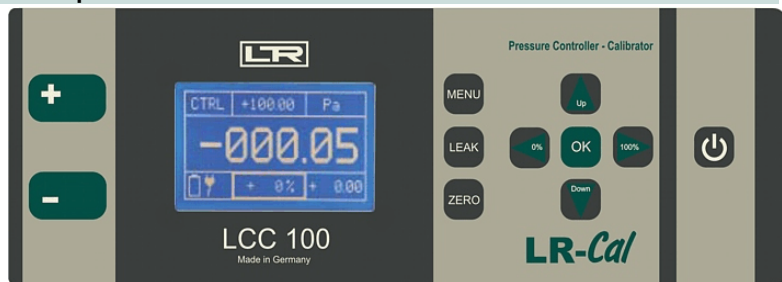 LR
Pressure Controller - Calibrator
+
-
CTRL +100.00 Pa
-000.05
+ 0% + 0.00
LCC 100
Made in Germany
MENU
LEAK
ZERO
Up
0% OK 100%
Down
LR-Cal